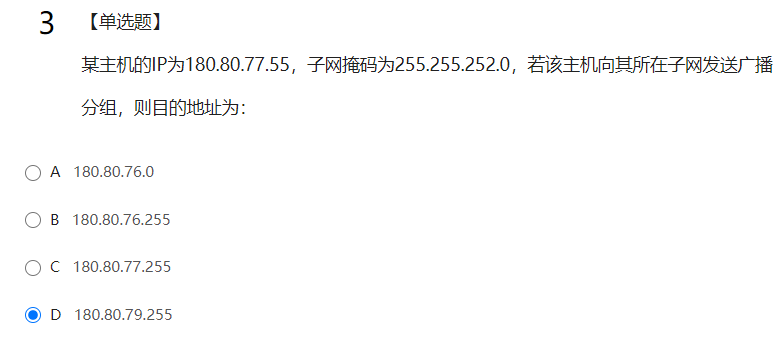 3 【单选题】
某主机的IP为180.80.77.55，子网掩码为255.255.252.0，若该主机向其所在子网发送广播
分组，则目的地址为：
A 180.80.76.0
B 180.80.76.255
C 180.80.77.255
D 180.80.79.255